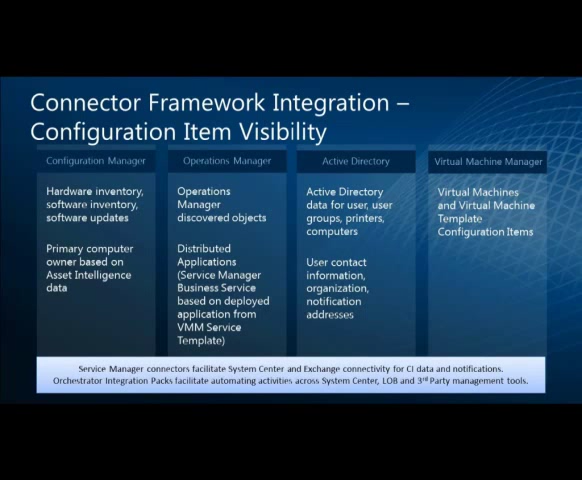 Connector Framework Integration –
Configuration Item Visibility
Configuration Manager
Hardware inventory,
software inventory,
software updates
Primary computer
owner based on
Asset Intelligence
data
Operations Manager
Operations
Manager
discovered objects
Distributed
Applications
(Service Manager
Business Service
based on deployed
application from
VMM Service
Template)
Active Directory
Active Directory
data for user, user
groups, printers,
computers
User contact
information,
organization,
notification
addresses
Virtual Machine Manager
Virtual Machines
and Virtual Machine
Template
Configuration Items
Service Manager connectors facilitate System Center and Exchange connectivity for CI data and notifications.
Orchestrator Integration Packs facilitate automating activities across System Center, LOB and 3rd Party management tools.